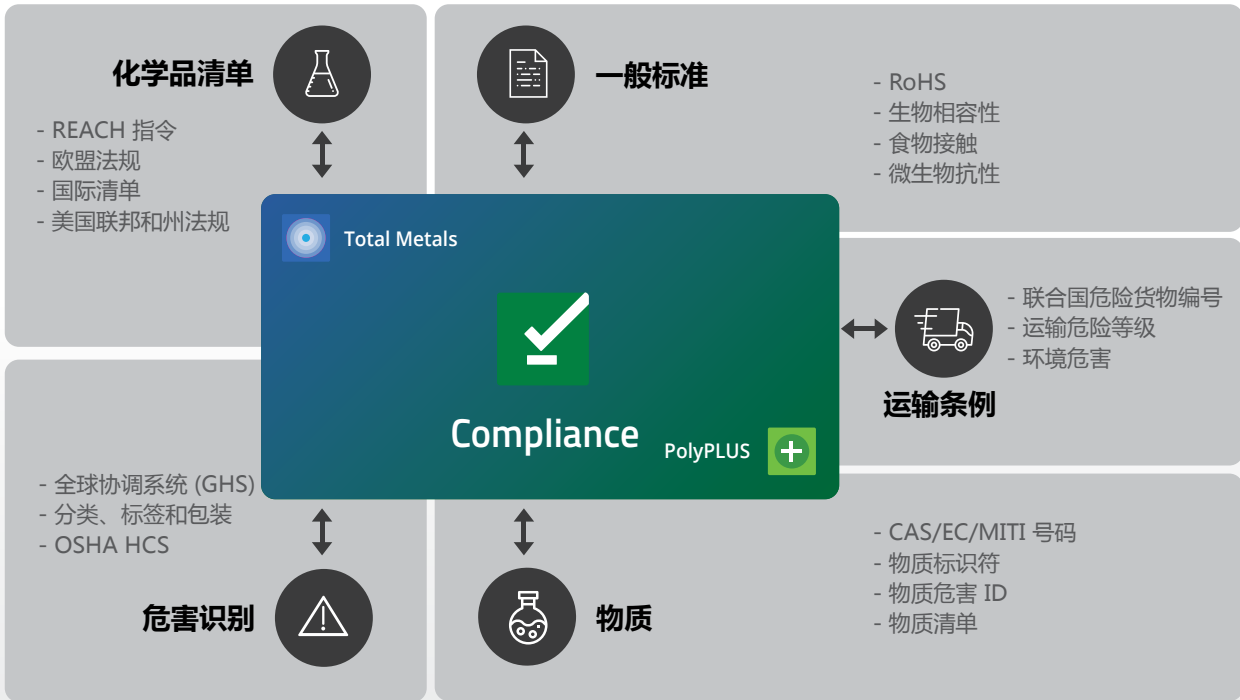 化学品清单
- REACH 指令
- 欧盟法规
- 国际清单
- 美国联邦和州法规
一般标准
- RoHS
- 生物相容性
- 食物接触
- 微生物抗性
Total Metals
Compliance
PolyPLUS
- 联合国危险货物编号
- 运输危险等级
- 环境危害
运输条例
- 全球协调系统 (GHS)
- 分类、标签和包装
- OSHA HCS
危害识别
物质
- CAS/EC/MITI 号码
- 物质标识符
- 物质危害 ID
- 物质清单